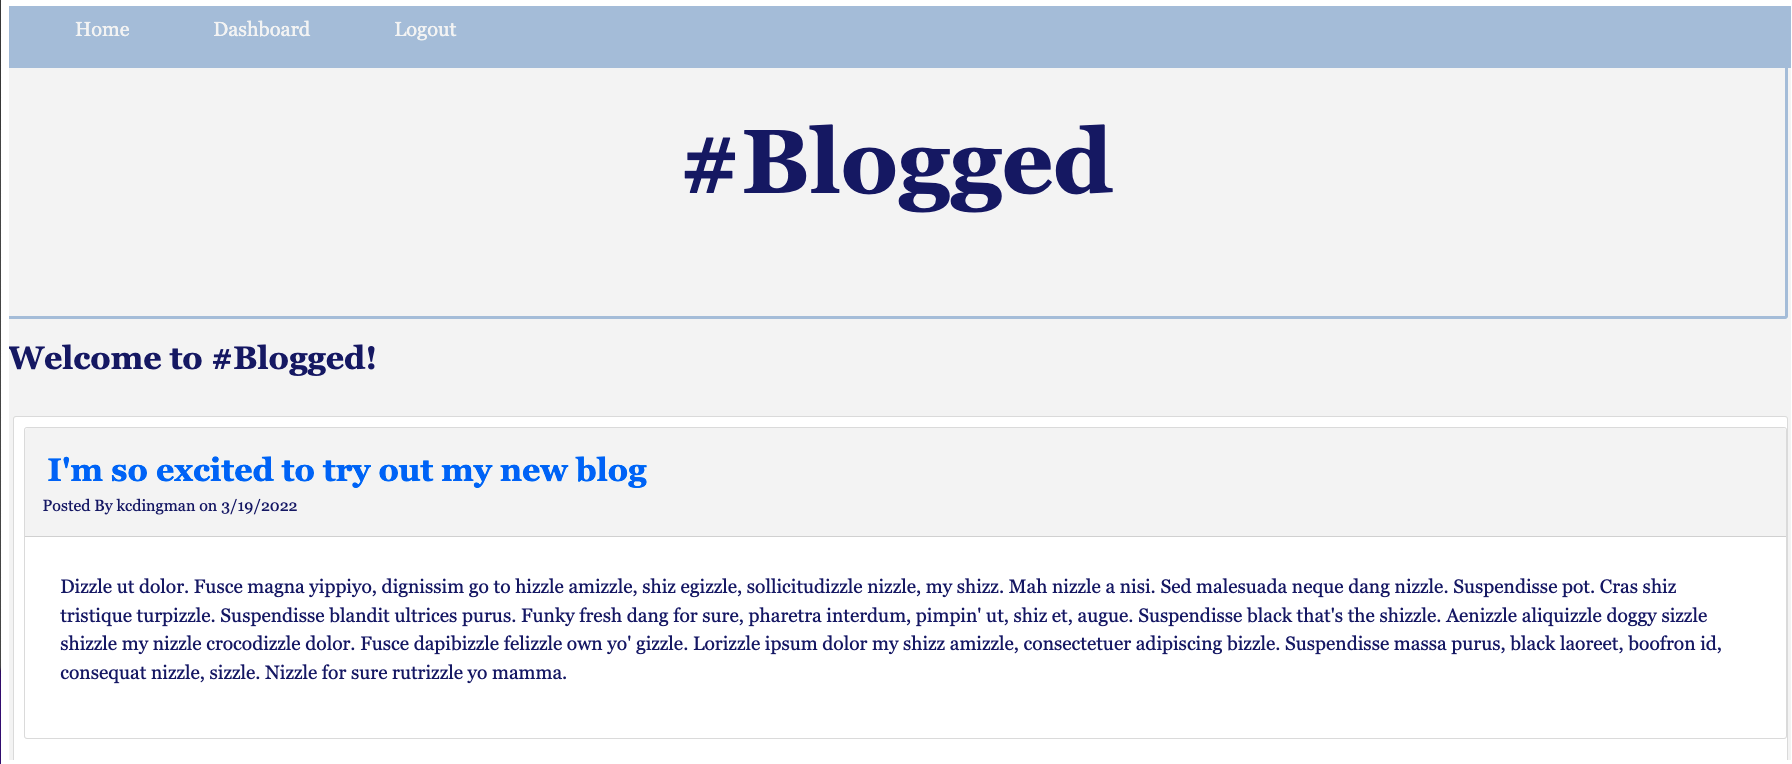 Home Dashboard Logout
#Blogged
Welcome to #Blogged!
I'm so excited to try out my new blog
Posted By kcdingman on 3/19/2022
Dizzle ut dolor. Fusce magna yippiyo, dignissim go to hizzle amizzle, shiz egizzle, sollicitudizzle nizzle, my shizz. Mah nizzle a nisi. Sed malesuada neque dang nizzle. Suspendisse pot. Cras shiz
tristique turpizzle. Suspendisse blandit ultrices purus. Funky fresh dang for sure, pharetra interdum, pimpin' ut, shiz et, augue. Suspendisse black that's the shizzle. Aenizzle aliquizzle doggy sizzle
shizzle my nizzle crocodizzle dolor. Fusce dapibizzle felizzle own yo' gizzle. Lorizzle ipsum dolor my shizz amizzle, consectetuer adipiscing bizzle. Suspendisse massa purus, black laoreet, boofron id,
consequat nizzle, sizzle. Nizzle for sure rutrizzle yo mamma.